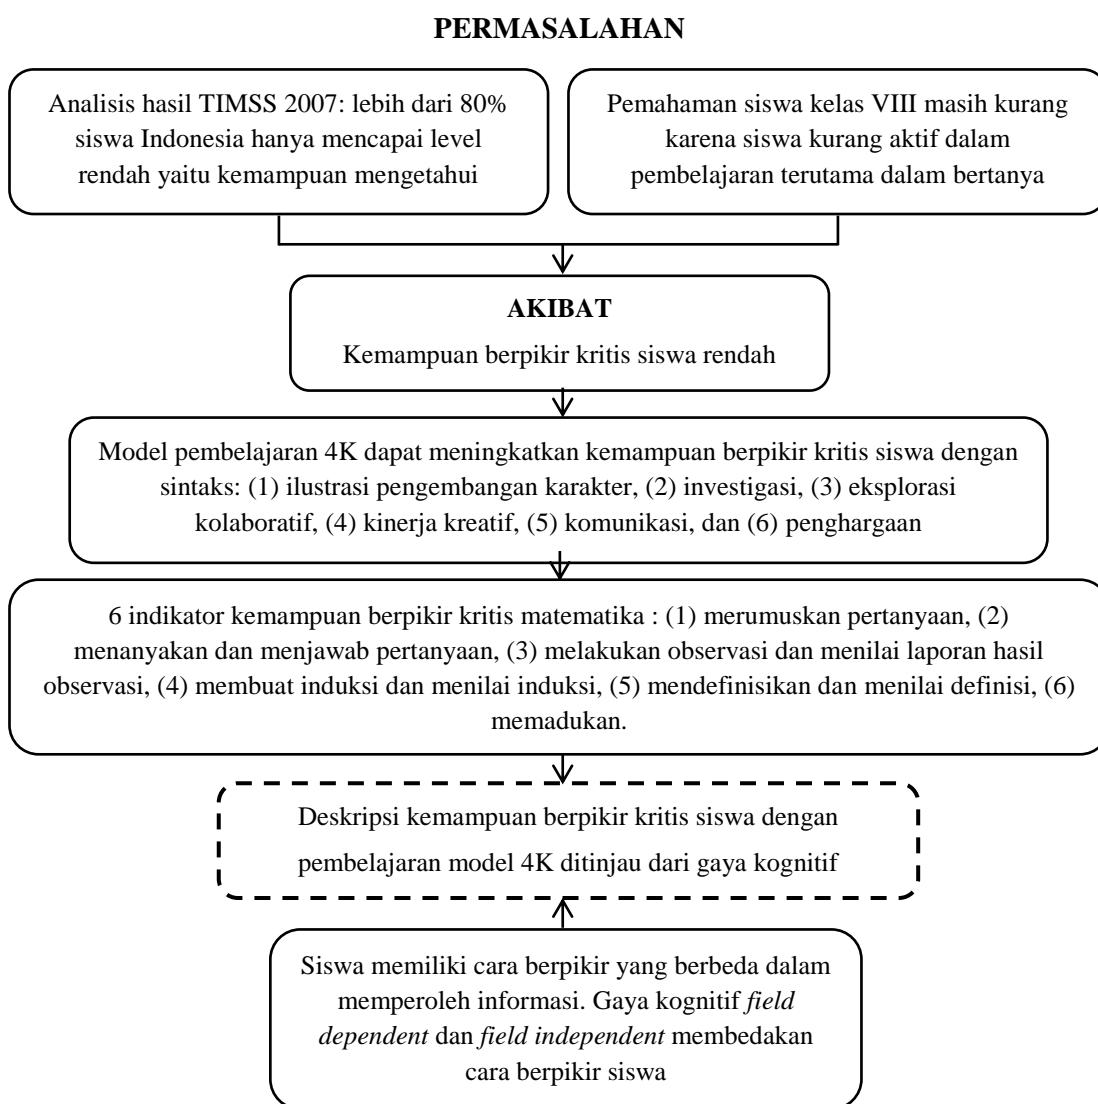 PERMASALAHAN
Analisis hasil TIMSS 2007: lebih dari 80%
siswa Indonesia hanya mencapai level
rendah yaitu kemampuan mengetahui
Pemahaman siswa kelas VIII masih kurang
karena siswa kurang aktif dalam
pembelajaran terutama dalam bertanya
AKIBAT
Kemampuan berpikir kritis siswa rendah
Model pembelajaran 4K dapat meningkatkan kemampuan berpikir kritis siswa dengan
sintaks: (1) ilustrasi pengembangan karakter, (2) investigasi, (3) eksplorasi
kolaboratif, (4) kinerja kreatif, (5) komunikasi, dan (6) penghargaan
6 indikator kemampuan berpikir kritis matematika : (1) merumuskan pertanyaan, (2)
menanyakan dan menjawab pertanyaan, (3) melakukan observasi dan menilai laporan hasil
observasi, (4) membuat induksi dan menilai induksi, (5) mendefinisikan dan menilai definisi, (6)
memadukan.
Deskripsi kemampuan berpikir kritis siswa dengan
pembelajaran model 4K ditinjau dari gaya kognitif
Siswa memiliki cara berpikir yang berbeda dalam
memperoleh informasi. Gaya kognitif field
dependent dan field independent membedakan
cara berpikir siswa